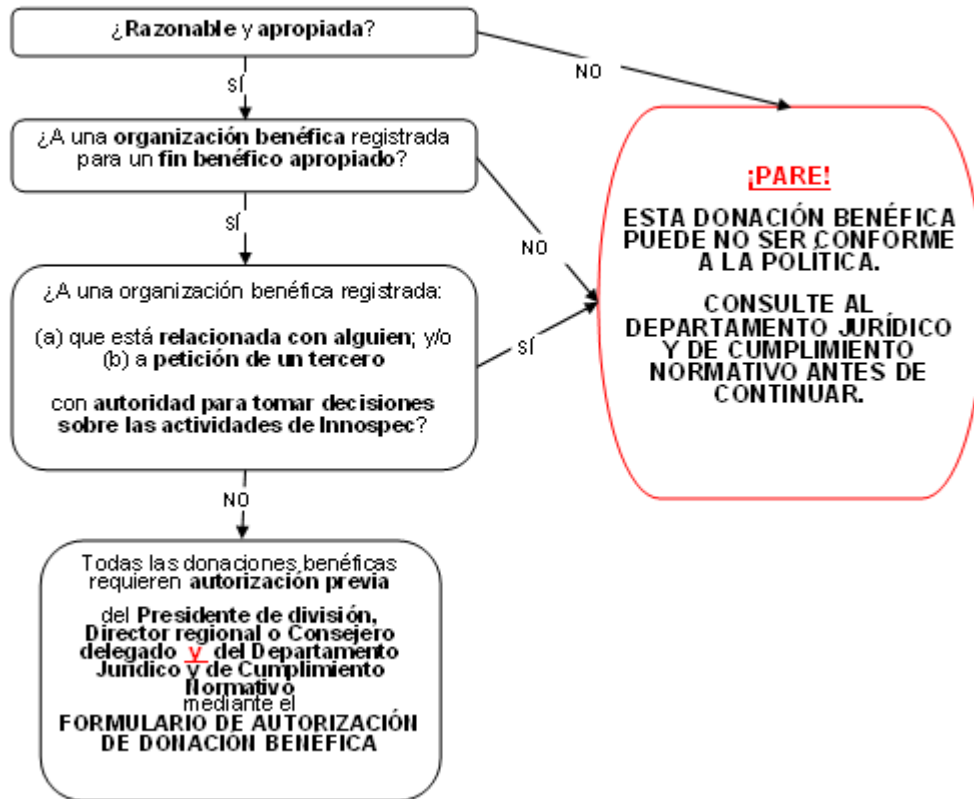 ¿Razonable y apropiada?
NO
SÍ
¿A una organización benéfica registrada
para un fin benéfico apropiado?
¡PARE!
ESTA DONACIÓN BENÉFICA
PUEDE NO SER CONFORME
A LA POLÍTICA.
CONSULTE AL
DEPARTAMENTO JURÍDICO
Y DE CUMPLIMIENTO
NORMATIVO ANTES DE
CONTINUAR.
SÍ
NO
¿A una organización benéfica registrada:
(a) que está relacionada con alguien; y/o
(b) a petición de un tercero
con autoridad para tomar decisiones
sobre las actividades de Innospec?
SÍ
NO
Todas las donaciones benéficas
requieren autorización previa
del Presidente de división,
Director regional o Consejero
delegado y del Departamento
Jurídico y de Cumplimiento
Normativo
mediante el
FORMULARIO DE AUTORIZACIÓN
DE DONACIÓN BENÉFICA